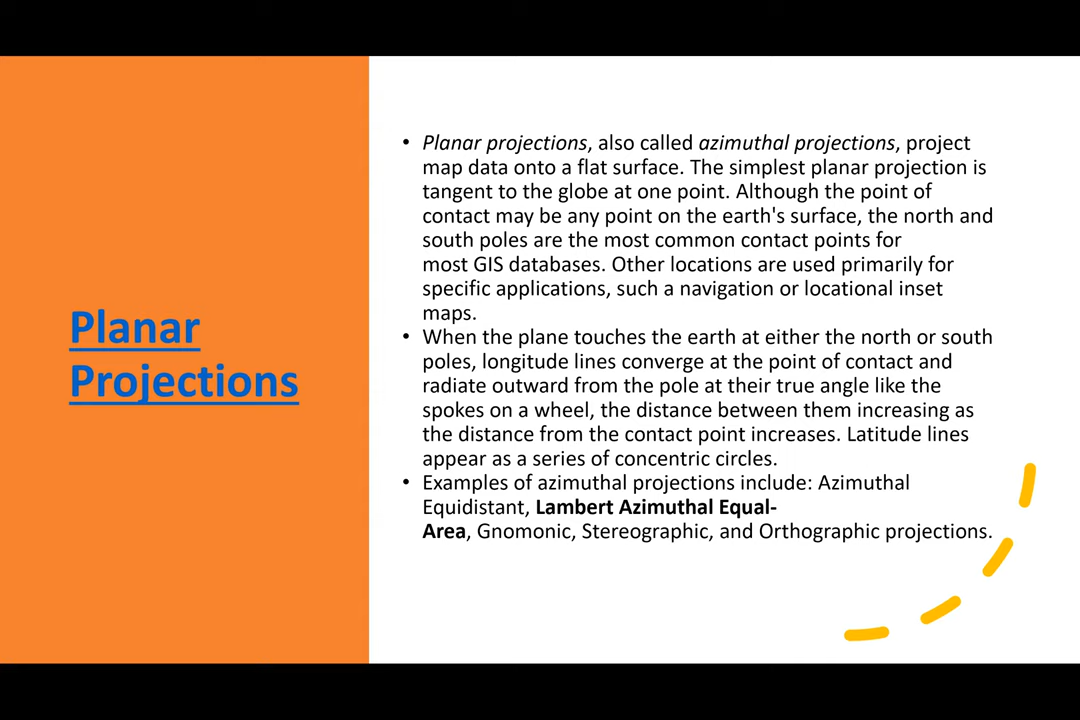 Planar
Projections
• Planar projections, also called azimuthal projections, project
map data onto a flat surface. The simplest planar projection is
tangent to the globe at one point. Although the point of
contact may be any point on the earth's surface, the north and
south poles are the most common contact points for
most GIS databases. Other locations are used primarily for
specific applications, such a navigation or locational inset
maps.
• When the plane touches the earth at either the north or south
poles, longitude lines converge at the point of contact and
radiate outward from the pole at their true angle like the
spokes on a wheel, the distance between them increasing as
the distance from the contact point increases. Latitude lines
appear as a series of concentric circles.
• Examples of azimuthal projections include: Azimuthal
Equidistant, Lambert Azimuthal Equal-
Area, Gnomonic, Stereographic, and Orthographic projections.